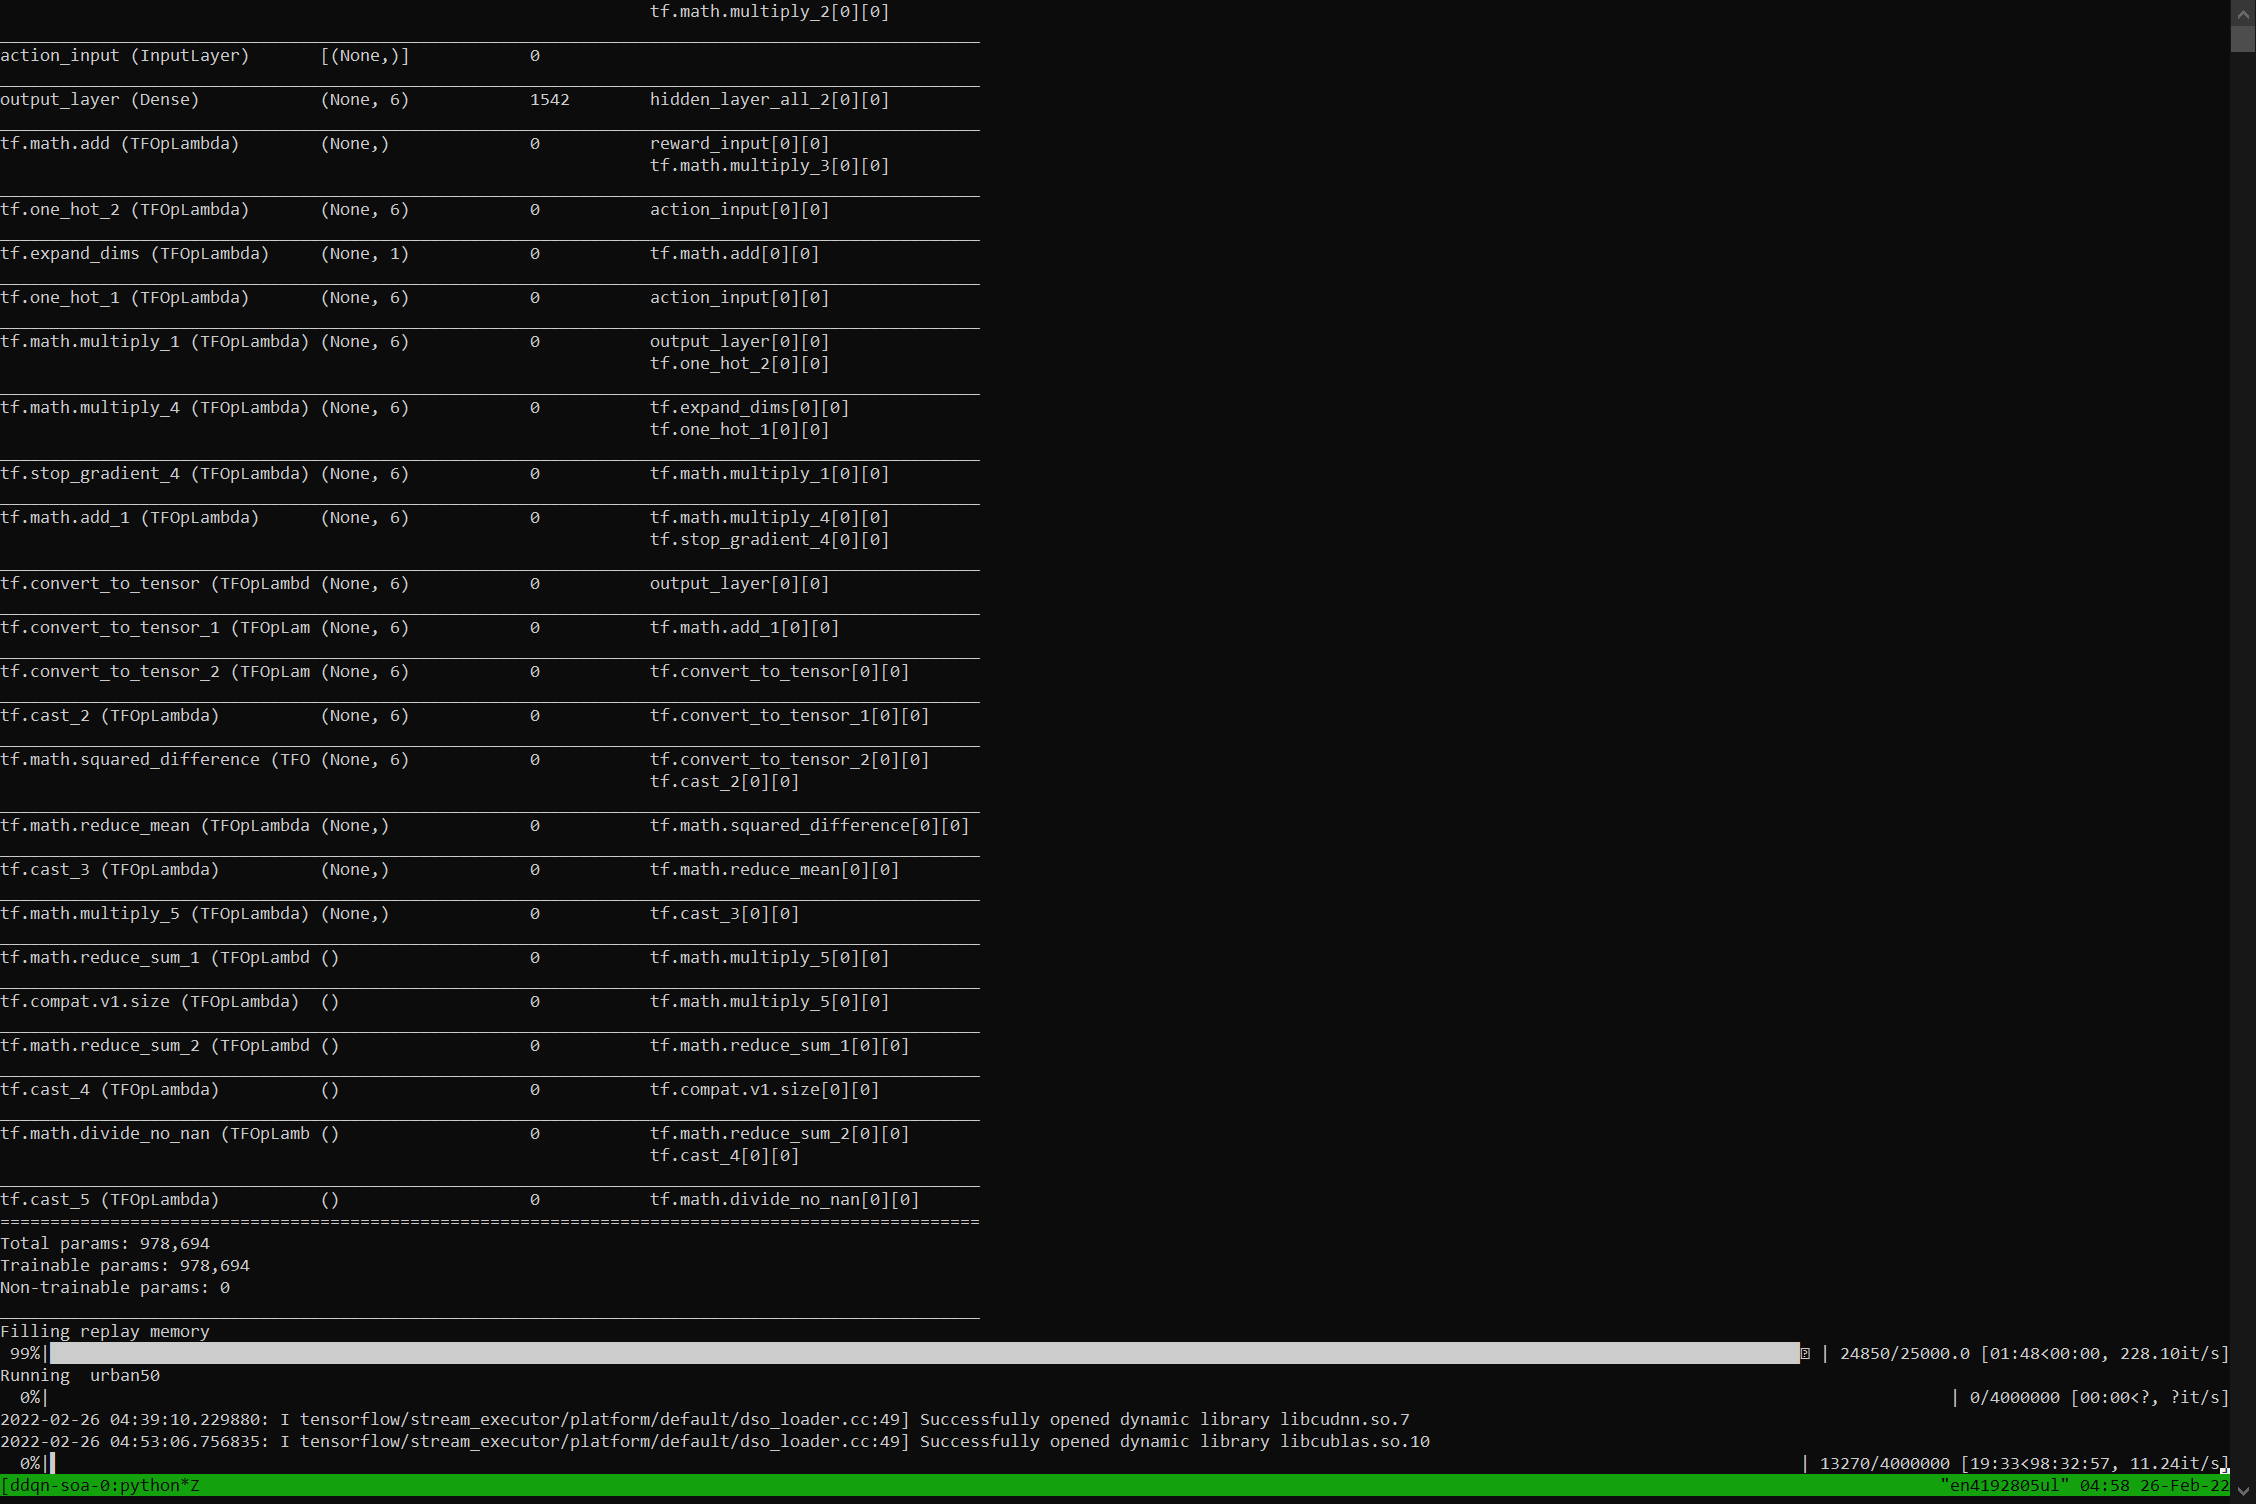 tf.math.multiply_2[0][0]
action_input (InputLayer) [(None,)] 0
output_layer (Dense) (None, 6) 1542 hidden_layer_all_2[0][0]
tf.math.add (TFOpLambda) (None,) 0 reward_input[0][0]
tf.math.multiply_3[0][0]
tf.one_hot_2 (TFOpLambda) (None, 6) 0 action_input[0][0]
tf.expand_dims (TFOpLambda) (None, 1) 0 tf.math.add[0][0]
tf.one_hot_1 (TFOpLambda) (None, 6) 0 action_input[0][0]
tf.math.multiply_1 (TFOpLambda) (None, 6) 0 output_layer[0][0]
tf.one_hot_2[0][0]
tf.math.multiply_4 (TFOpLambda) (None, 6) 0 tf.expand_dims[0][0]
tf.one_hot_1[0][0]
tf.stop_gradient_4 (TFOpLambda) (None, 6) 0 tf.math.multiply_1[0][0]
tf.math.add_1 (TFOpLambda) (None, 6) 0 tf.math.multiply_4[0][0]
tf.stop_gradient_4[0][0]
tf.convert_to_tensor (TFOpLambd (None, 6) 0 output_layer[0][0]
tf.convert_to_tensor_1 (TFOpLam (None, 6) 0 tf.math.add_1[0][0]
tf.convert_to_tensor_2 (TFOpLam (None, 6) 0 tf.convert_to_tensor[0][0]
tf.cast_2 (TFOpLambda) (None, 6) 0 tf.convert_to_tensor_1[0][0]
tf.math.squared_difference (TFO (None, 6) 0 tf.convert_to_tensor_2[0][0]
tf.cast_2[0][0]
tf.math.reduce_mean (TFOpLambda (None,) 0 tf.math.squared_difference[0][0]
tf.cast_3 (TFOpLambda) (None,) 0 tf.math.reduce_mean[0][0]
tf.math.multiply_5 (TFOpLambda) (None,) 0 tf.cast_3[0][0]
tf.math.reduce_sum_1 (TFOpLambd () 0 tf.math.multiply_5[0][0]
tf.compat.v1.size (TFOpLambda) () 0 tf.math.multiply_5[0][0]
tf.math.reduce_sum_2 (TFOpLambd () 0 tf.math.reduce_sum_1[0][0]
tf.cast_4 (TFOpLambda) () 0 tf.compat.v1.size[0][0]
tf.math.divide_no_nan (TFOpLamb () 0 tf.math.reduce_sum_2[0][0]
tf.cast_4[0][0]
tf.cast_5 (TFOpLambda) () 0 tf.math.divide_no_nan[0][0]
==================================================================================================
Total params: 978,694
Trainable params: 978,694
Non-trainable params: 0
Filling replay memory
99%| | 24850/25000.0 [01:48<00:00, 228.10it/s]
Running urban50
0%| | 0/4000000 [00:00<?, ?it/s]
2022-02-26 04:39:10.229880: I tensorflow/stream_executor/platform/default/dso_loader.cc:49] Successfully opened dynamic library libcudnn.so.7
2022-02-26 04:53:06.756835: I tensorflow/stream_executor/platform/default/dso_loader.cc:49] Successfully opened dynamic library libcublas.so.10
0%| | 13270/4000000 [19:33<98:32:57, 11.24it/s]
[ddqn-soa-0:python*Z "en4192805ul" 04:58 26-Feb-22